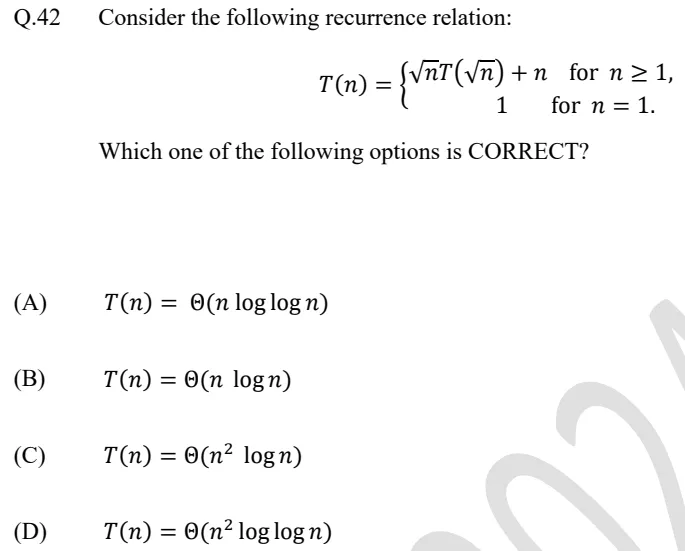 Q.42 Consider the following recurrence relation:
T(n) = {√nT(√n) + n for n ≥ 1,
1 for n = 1.
Which one of the following options is CORRECT?
(A) T(n) = Θ(n log log n)
(B) T(n) = Θ(n log n)
(C) T(n) = Θ(n² log n)
(D) T(n) = Θ(n² log log n)